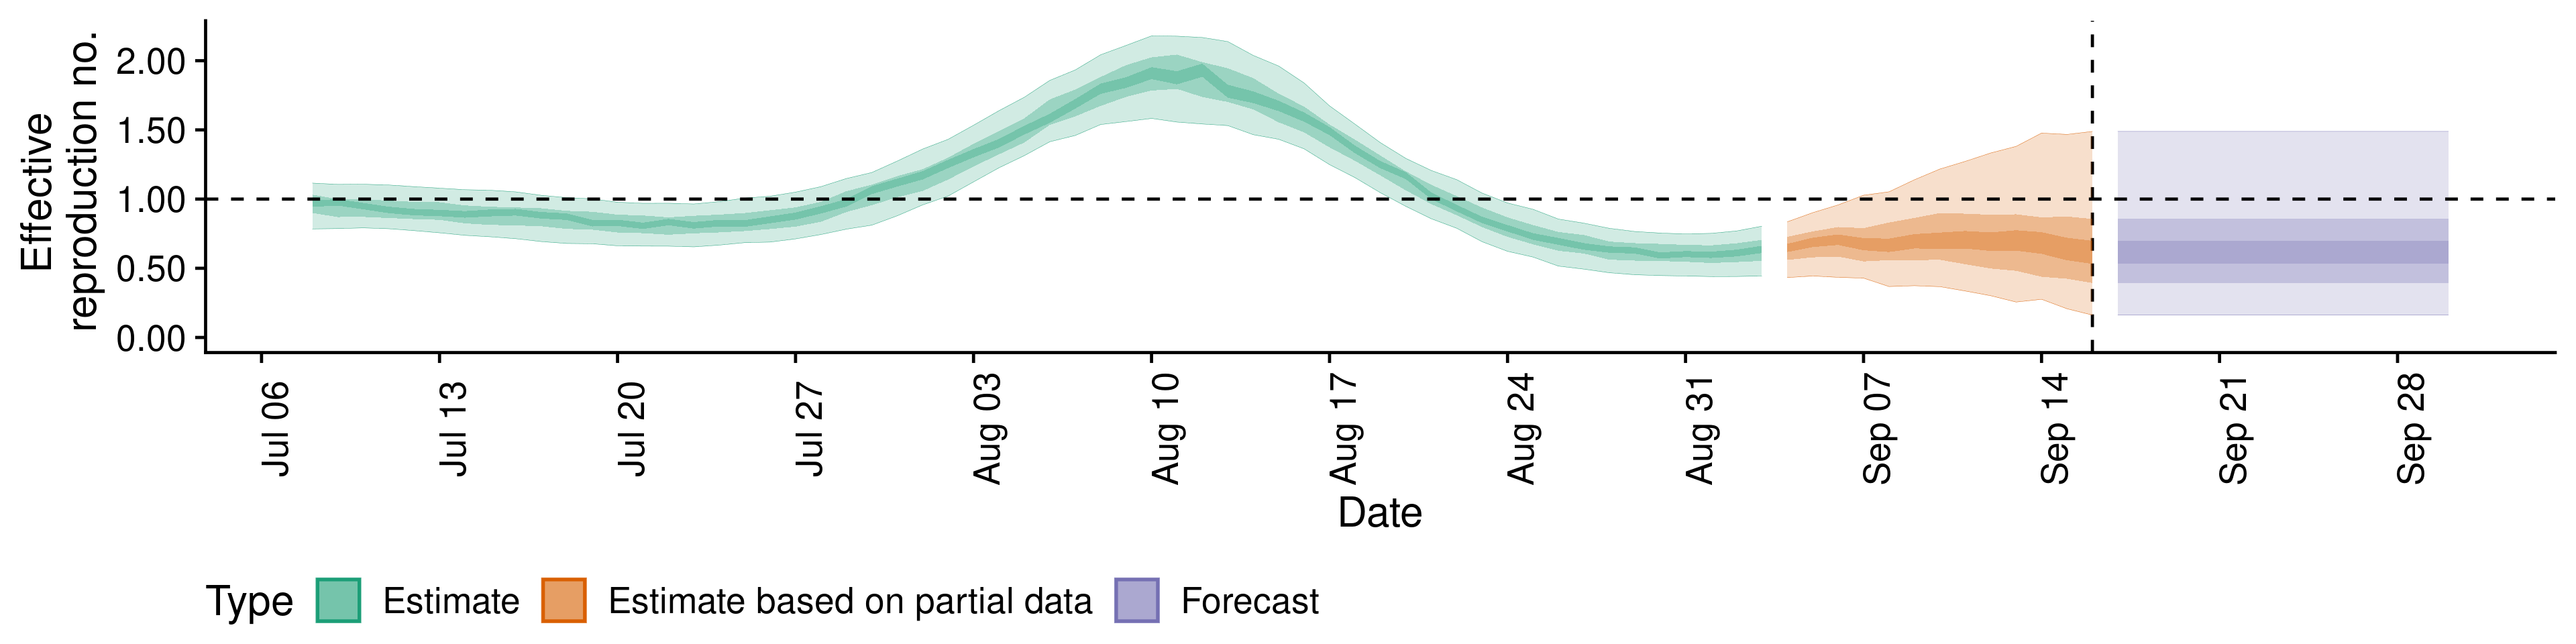 Effective
reproduction no.
2.00
1.50
1.00
0.50
0.00
Jul 06
Jul 13
Jul 20
Jul 27
Aug 03
Aug 10
Aug 17
Aug 24
Aug 31
Sep 07
Sep 14
Sep 21
Sep 28
Date
Type Estimate Estimate based on partial data Forecast